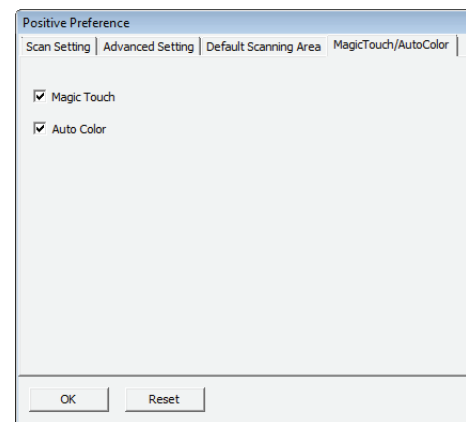 Positive Preference
Scan Setting Advanced Setting Default Scanning Area MagicTouch/AutoColor
Magic Touch
Auto Color
OK Reset